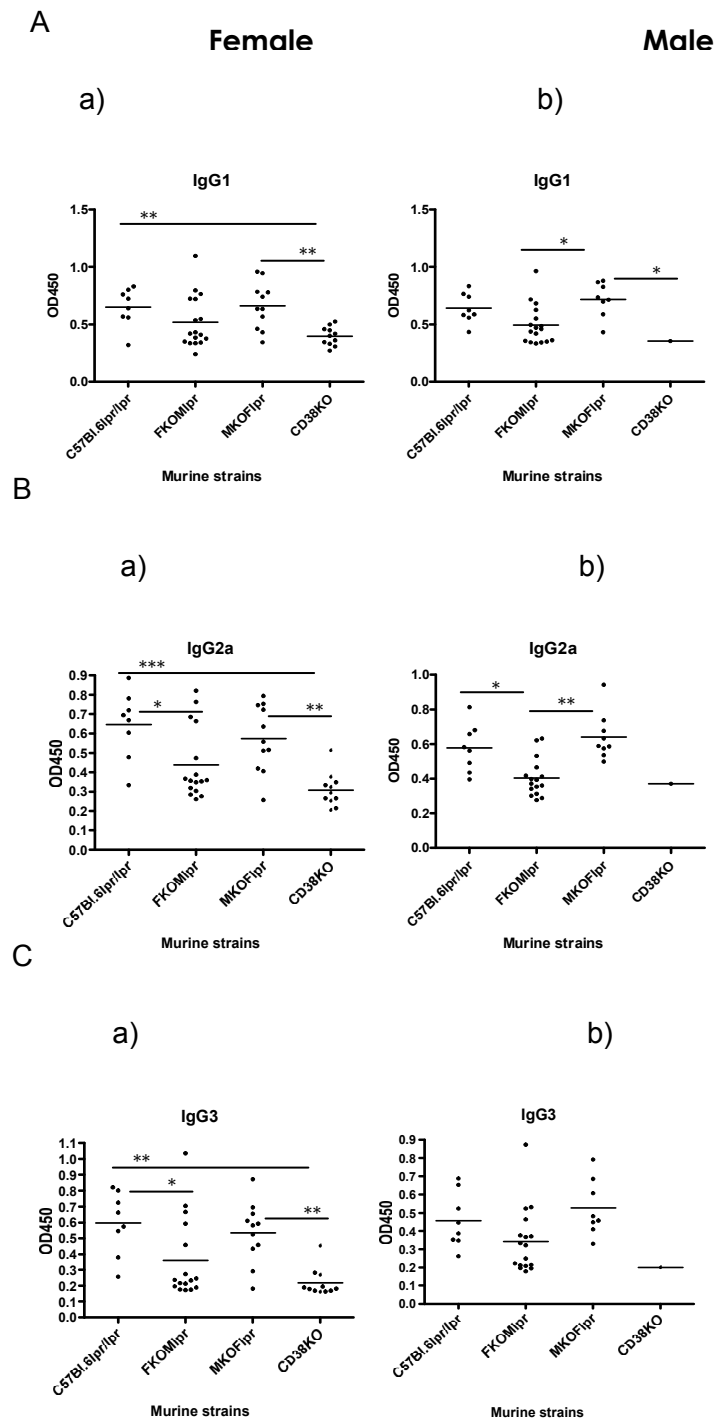 A
Female Male
a) b)
IgG1 IgG1
1.5 1.5
** ** * *
1.0 1.0
OD450 OD450
0.5 0.5
0.0 0.0
C57Bl.6lpr/lpr FKOMlpr MKOFlpr CD38KO C57Bl.6lpr/lpr FKOMlpr MKOFlpr CD38KO
Murine strains Murine strains
B
a) b)
IgG2a IgG2a
*** * ** * **
0.9 1.0
0.8 0.8
0.7 0.6
0.6 0.4
0.5 0.2
0.4 0.0
0.3
0.2
0.1
0.0
OD450 OD450
C57Bl.6lpr/lpr FKOMlpr MKOFlpr CD38KO C57Bl.6lpr/lpr FKOMlpr MKOFlpr CD38KO
Murine strains Murine strains
C
a) b)
IgG3 IgG3
** * **
1.1 0.9
1.0 0.8
0.9 0.7
0.8 0.6
0.7 0.5
0.6 0.4
0.5 0.3
0.4 0.2
0.3 0.1
0.2 0.0
0.1
0.0
OD450 OD450
C57Bl.6lpr/lpr FKOMlpr MKOFlpr CD38KO C57Bl.6lpr/lpr FKOMlpr MKOFlpr CD38KO
Murine strains Murine strains